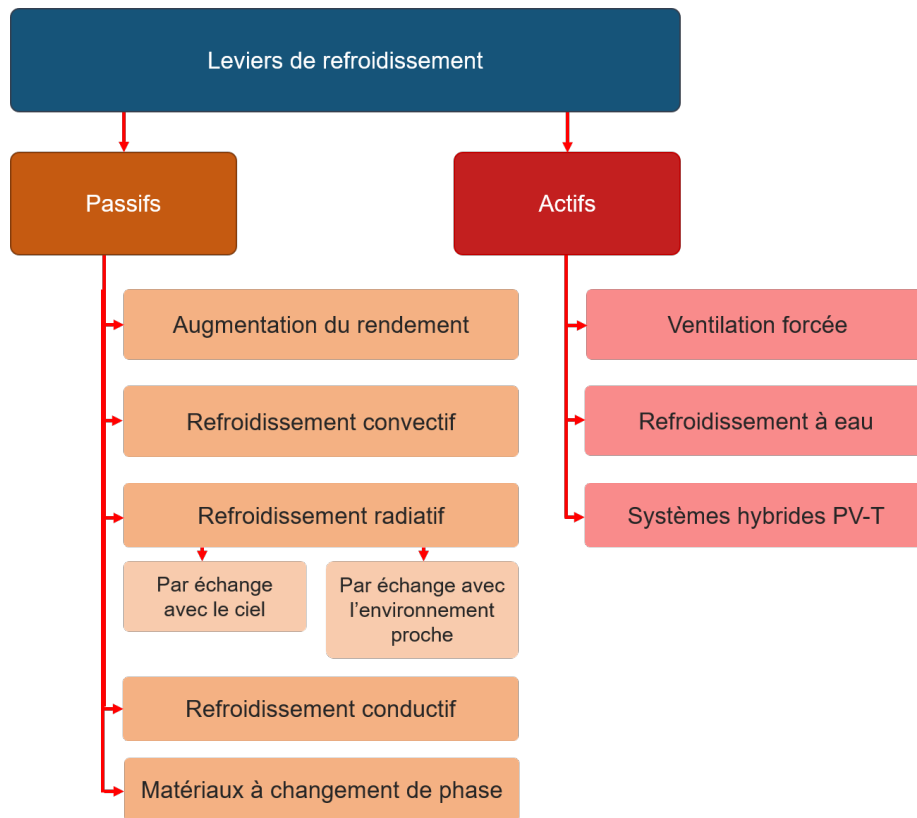 Leviers de refroidissement
Passifs
Actifs
Augmentation du rendement
Refroidissement convectif
Refroidissement radiatif
Par échange
avec le ciel
Par échange avec
l'environnement
proche
Refroidissement conductif
Matériaux à changement de phase
Ventilation forcée
Refroidissement à eau
Systèmes hybrides PV-T